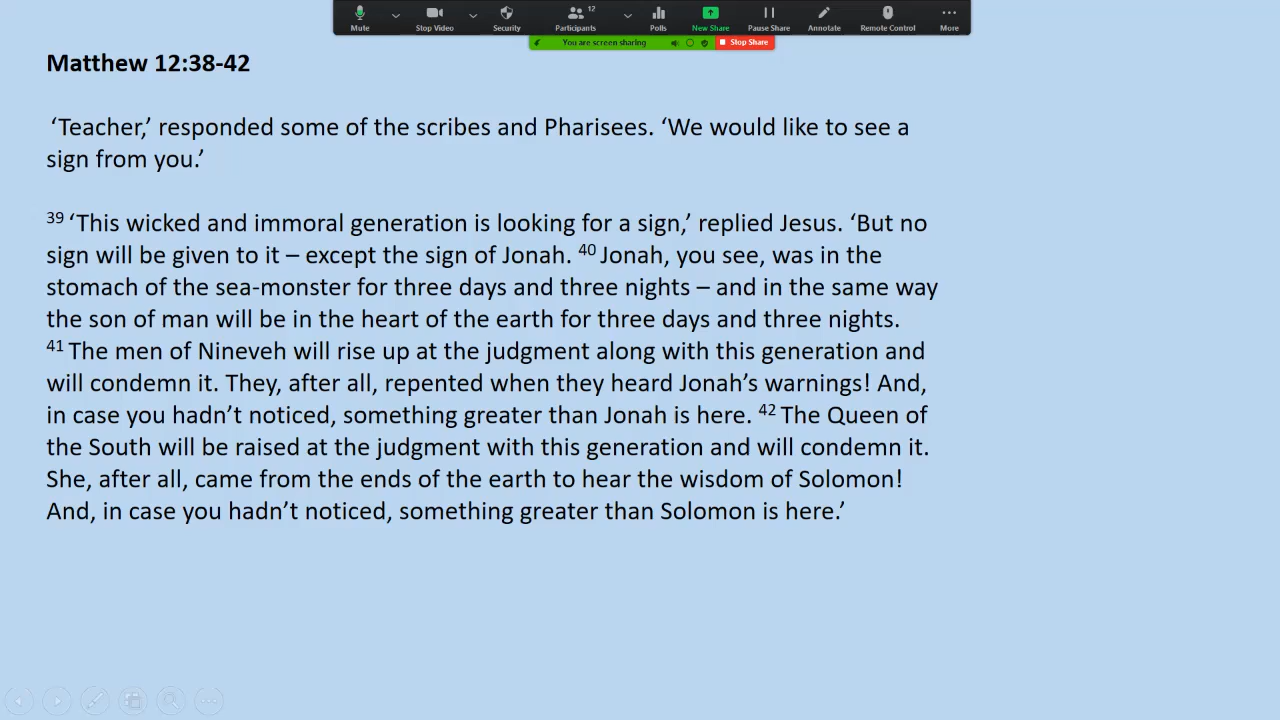 12
Mute
Stop Video
Security
Participants
Polls
New Share
Pause Share
Annotate
Remote Control
More
You are screen sharing
Stop Share
Matthew 12:38-42
‘Teacher,’ responded some of the scribes and Pharisees. ‘We would like to see a
sign from you.’
39 ‘This wicked and immoral generation is looking for a sign,’ replied Jesus. ‘But no
sign will be given to it – except the sign of Jonah. 40 Jonah, you see, was in the
stomach of the sea-monster for three days and three nights – and in the same way
the son of man will be in the heart of the earth for three days and three nights.
41 The men of Nineveh will rise up at the judgment along with this generation and
will condemn it. They, after all, repented when they heard Jonah’s warnings! And,
in case you hadn’t noticed, something greater than Jonah is here. 42 The Queen of
the South will be raised at the judgment with this generation and will condemn it.
She, after all, came from the ends of the earth to hear the wisdom of Solomon!
And, in case you hadn’t noticed, something greater than Solomon is here.’